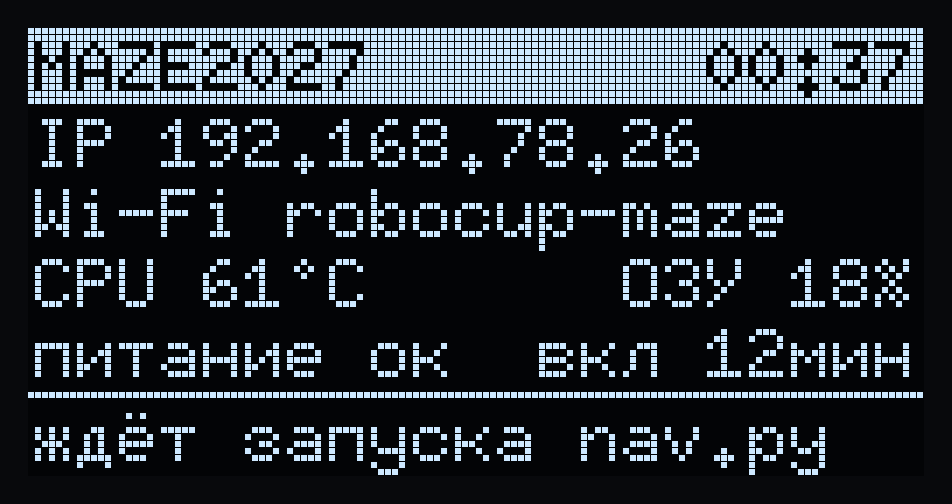 MAZE2027 00:37
IP 192.168.78.26
Wi-Fi robocup-maze
CPU 61°C ОЗУ 18%
питание ок вкл 12мин
ждёт запуска nav.py